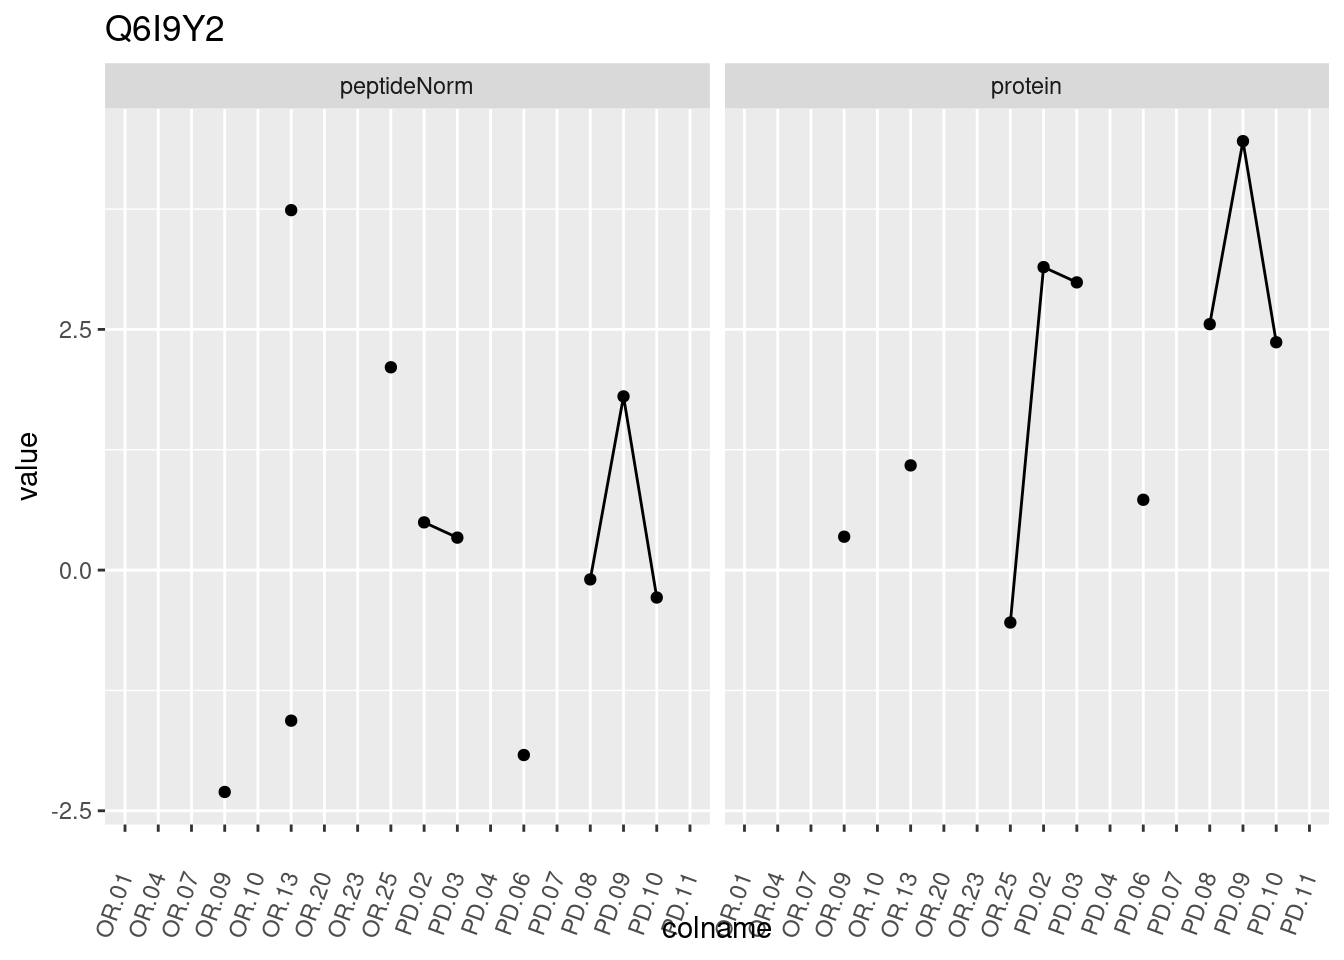 Q6I9Y2
peptideNorm
protein
value
2.5
0.0
-2.5
OR.01
OR.04
OR.07
OR.09
OR.10
OR.13
OR.20
OR.23
OR.25
PD.02
PD.03
PD.04
PD.06
PD.07
PD.08
PD.09
PD.10
PD.11
OR.01
OR.04
OR.07
OR.09
OR.10
OR.13
OR.20
OR.23
OR.25
PD.02
PD.03
PD.04
PD.06
PD.07
PD.08
PD.09
PD.10
PD.11
colname